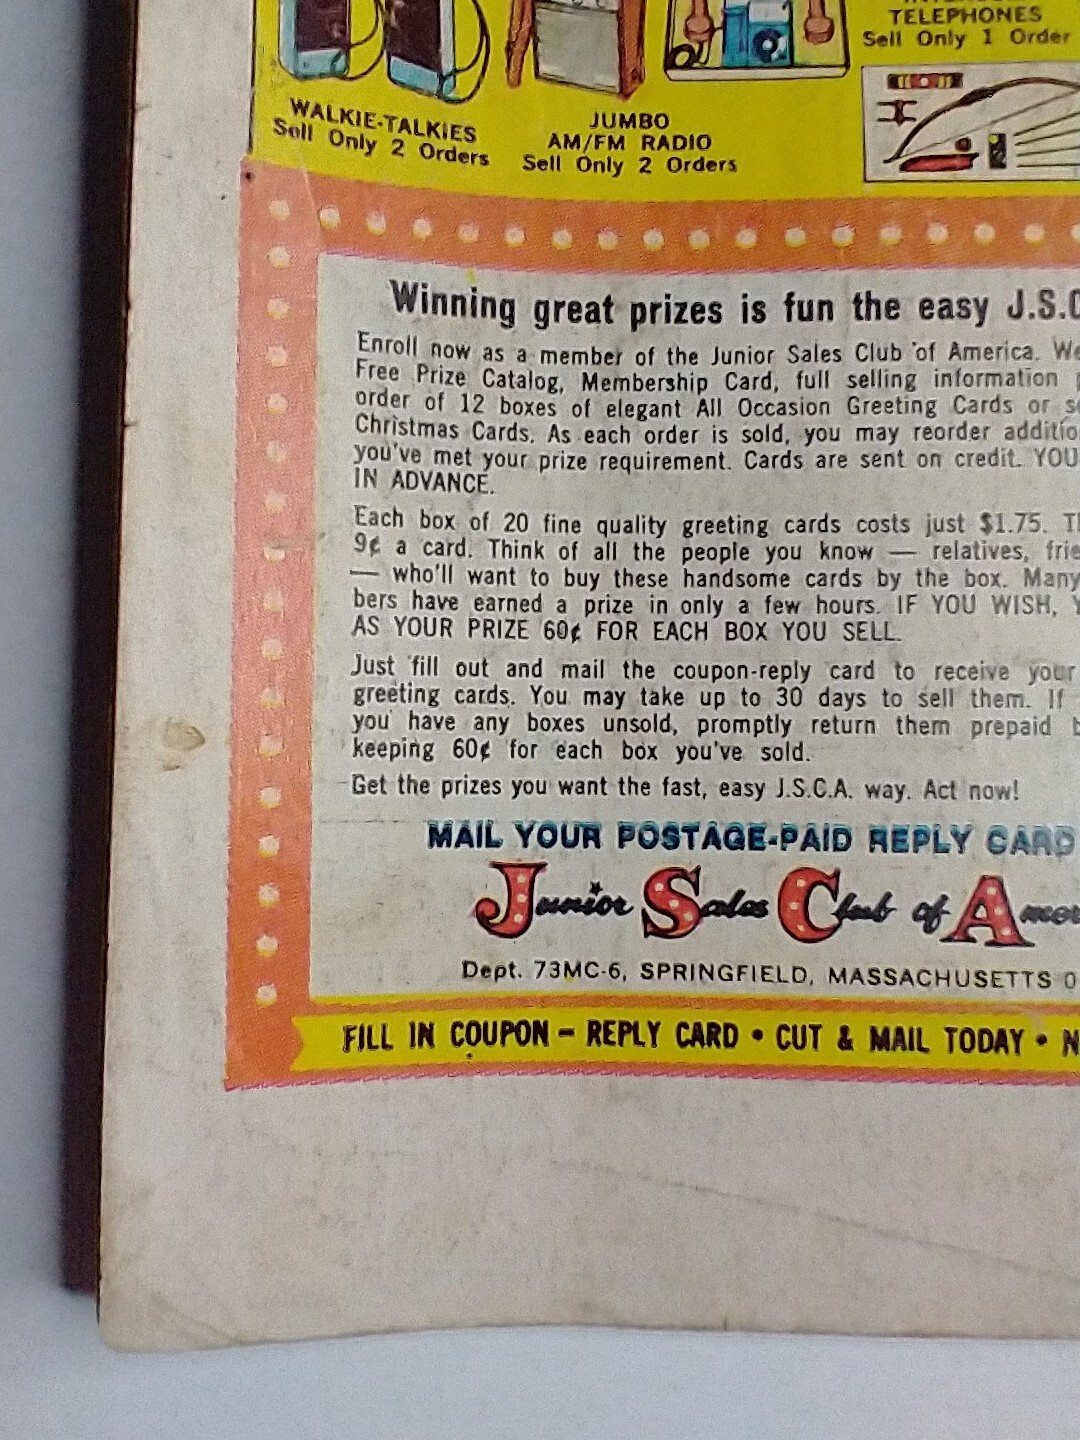 TELEPHONES
Sell Only 1 Order
WALKIE-TALKIES
Sell Only 2 Orders
JUMBO
AM/FM RADIO
Sell Only 2 Orders
Winning great prizes is fun the easy J.S.C
Enroll now as a member of the Junior Sales Club of America. We
Free Prize Catalog, Membership Card, full selling information
order of 12 boxes of elegant All Occasion Greeting Cards or
Christmas Cards. As each order is sold, you may reorder additio
you've met your prize requirement. Cards are sent on credit. YOU
IN ADVANCE.
Each box of 20 fine quality greeting cards costs just $1.75. Th
9¢ a card. Think of all the people you know — relatives, frie
— who'll want to buy these handsome cards by the box. Many
bers have earned a prize in only a few hours. IF YOU WISH, Y
AS YOUR PRIZE 60¢ FOR EACH BOX YOU SELL.
Just fill out and mail the coupon-reply card to receive your
greeting cards. You may take up to 30 days to sell them. If
you have any boxes unsold, promptly return them prepaid b
keeping 60¢ for each box you've sold.
Get the prizes you want the fast, easy J.S.C.A. way. Act now!
MAIL YOUR POSTAGE-PAID REPLY CARD
Junior Sales Club of Amer
Dept. 73MC-6, SPRINGFIELD, MASSACHUSETTS 0
FILL IN COUPON – REPLY CARD • CUT & MAIL TODAY • N